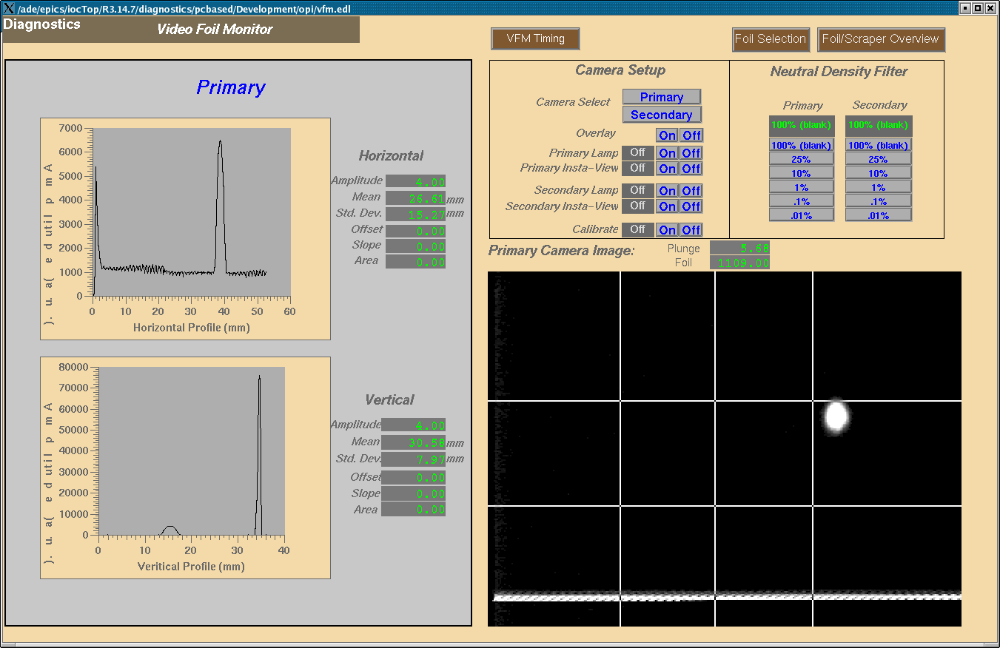 /ade/epics/iocTop/R3.14.7/diagnostics/pcbased/Development/opi/vfm.edl
Diagnostics
Video Foil Monitor
VFM Timing
Foil Selection
Foil/Scraper Overview
Primary
7000
6000
5000
4000
3000
2000
1000
0
). u. a( e d util p m A
0 10 20 30 40 50 60
Horizontal Profile (mm)
Horizontal
Amplitude 4.00
Mean 26.61 mm
Std. Dev. 15.27 mm
Offset 0.00
Slope 0.00
Area 0.00
80000
70000
60000
50000
40000
30000
20000
10000
0
). u. a( e d util p m A
0 10 20 30 40
Veritical Profile (mm)
Vertical
Amplitude 4.00
Mean 30.58 mm
Std. Dev. 7.97 mm
Offset 0.00
Slope 0.00
Area 0.00
Camera Setup
Camera Select Primary
Secondary
Overlay On Off
Primary Lamp Off On Off
Primary Insta-View Off On Off
Secondary Lamp Off On Off
Secondary Insta-View Off On Off
Calibrate Off On Off
Neutral Density Filter
Primary Secondary
100% (blank) 100% (blank)
100% (blank) 100% (blank)
25% 25%
10% 10%
1% 1%
.1% .1%
.01% .01%
Primary Camera Image:
Plunge 5.68
Foil 1109.00